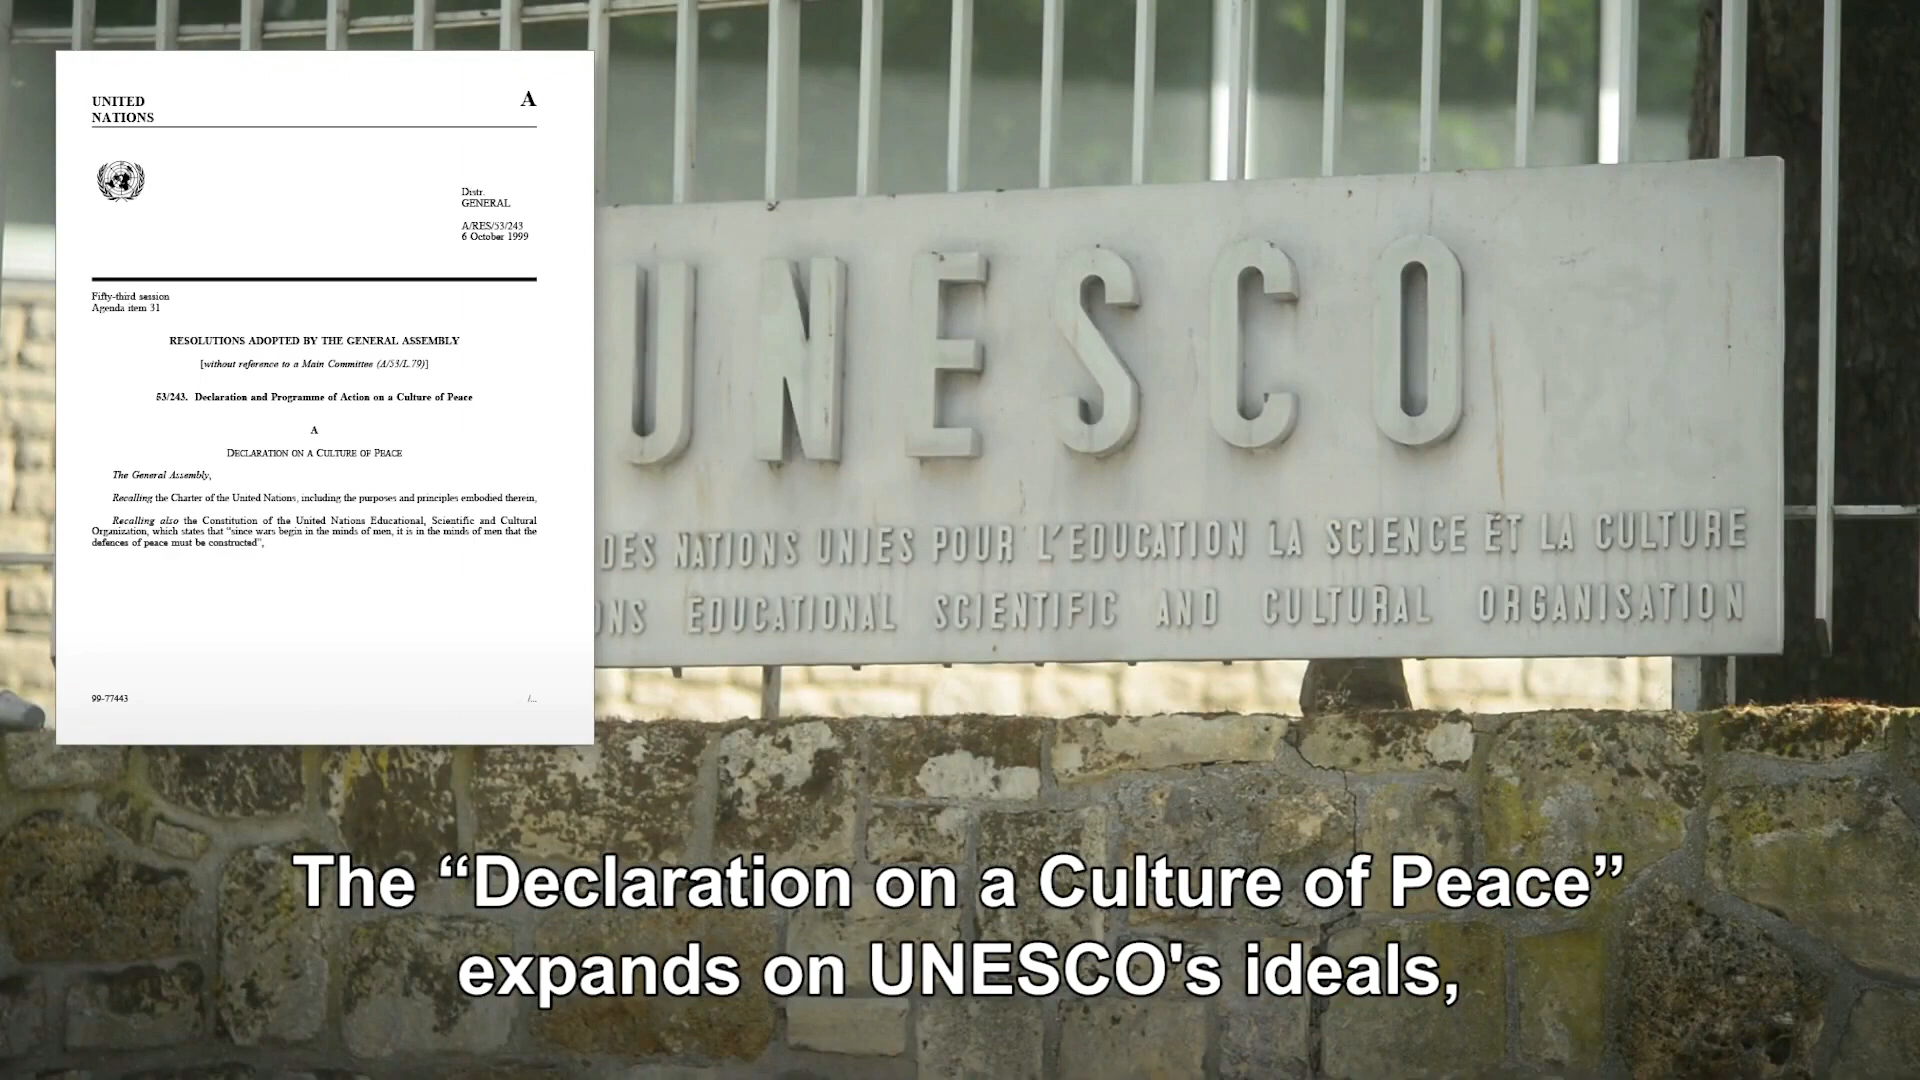 UNITED
NATIONS
A
Distr.
GENERAL
A/RES/53/243
6 October 1999
Fifty-third session
Agenda item 31
RESOLUTIONS ADOPTED BY THE GENERAL ASSEMBLY
[without reference to a Main Committee (A/53/L.79)]
53/243. Declaration and Programme of Action on a Culture of Peace
A
DECLARATION ON A CULTURE OF PEACE
The General Assembly,
Recalling the Charter of the United Nations, including the purposes and principles embodied therein,
Recalling also the Constitution of the United Nations Educational, Scientific and Cultural
Organization, which states that “since wars begin in the minds of men, it is in the minds of men that the
defences of peace must be constructed”,
99-77443
/...
UNESCO
DES NATIONS UNIES POUR L'EDUCATION LA SCIENCE ET LA CULTURE
ONS EDUCATIONAL SCIENTIFIC AND CULTURAL ORGANISATION
The “Declaration on a Culture of Peace”
expands on UNESCO's ideals,